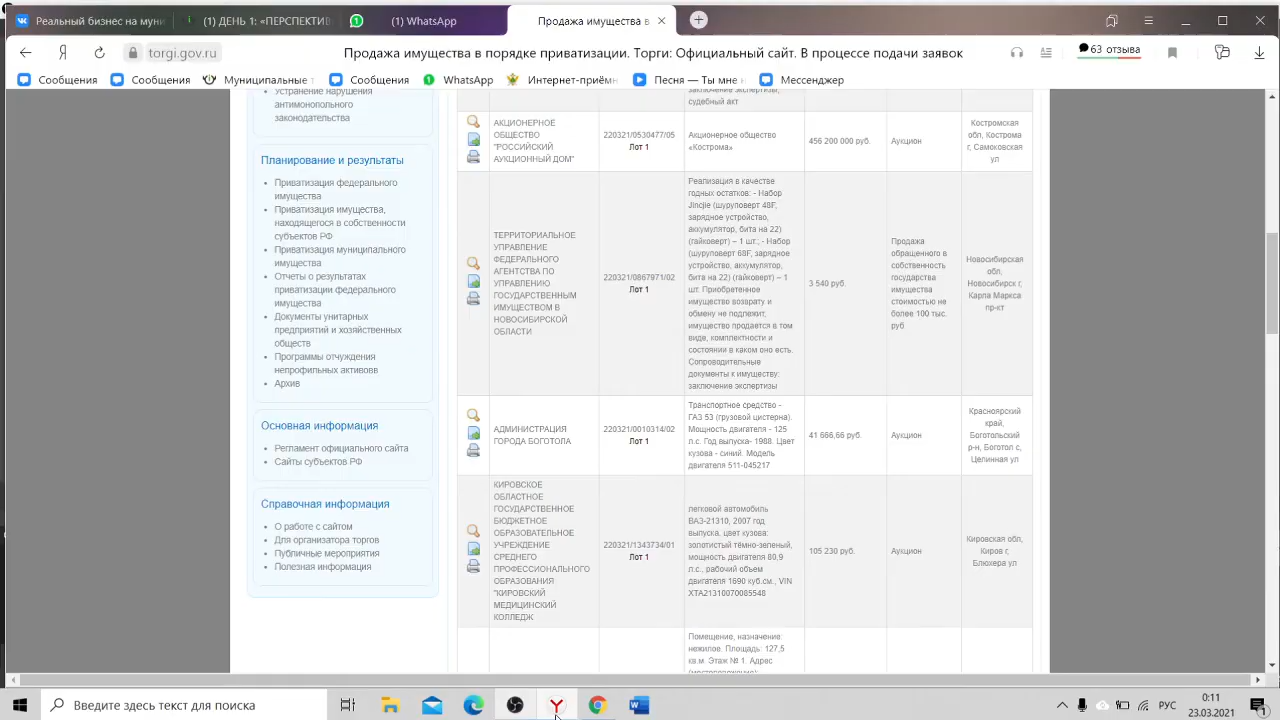 Реальный бизнес на муни
(1) ДЕНЬ 1: «ПЕРСПЕКТИВ
(1) WhatsApp
Продажа имущества в
torgi.gov.ru
Продажа имущества в порядке приватизации. Торги: Официальный сайт. В процессе подачи заявок
63 отзыва
Сообщения
Сообщения
Муниципальные т
Сообщения
WhatsApp
Интернет-приёмн
Песня — Ты мне н
Мессенджер
Устранение нарушения
антимонопольного
законодательства
Планирование и результаты
Приватизация федерального
имущества
Приватизация имущества,
находящегося в собственности
субъектов РФ
Приватизация муниципального
имущества
Отчеты о результатах
приватизации федерального
имущества
Документы унитарных
предприятий и хозяйственных
обществ
Программы отчуждения
непрофильных активовв
Архив
Основная информация
Регламент официального сайта
Сайты субъектов РФ
Справочная информация
О работе с сайтом
Для организатора торгов
Публичные мероприятия
Полезная информация
заключение экспертизы,
судебный акт
АКЦИОНЕРНОЕ
ОБЩЕСТВО
"РОССИЙСКИЙ
АУКЦИОННЫЙ ДОМ"
220321/0530477/05
Лот 1
Акционерное общество
«Кострома».
456 200 000 руб.
Аукцион
Костромская
обл, Кострома
г, Самоковская
ул
ТЕРРИТОРИАЛЬНОЕ
УПРАВЛЕНИЕ
ФЕДЕРАЛЬНОГО
АГЕНТСТВА ПО
УПРАВЛЕНИЮ
ГОСУДАРСТВЕННЫМ
ИМУЩЕСТВОМ В
НОВОСИБИРСКОЙ
ОБЛАСТИ
220321/0867971/02
Лот 1
Реализация в качестве
годных остатков: - Набор
Jincjie (шуруповерт 48F,
зарядное устройство,
аккумулятор, бита на 22)
(гайковерт) – 1 шт.; - Набор
(шуруповерт 68F, зарядное
устройство, аккумулятор,
бита на 22) (гайковерт) – 1
шт. Приобретенное
имущество возврату и
обмену не подлежит,
имущество продается в том
виде, комплектности и
состоянии в каком оно есть.
Сопроводительные
документы к имуществу:
заключение экспертизы
3 540 руб.
Продажа
обращенного в
собственность
государства
имущества
стоимостью не
более 100 тыс.
руб
Новосибирская
обл,
Новосибирск г,
Карла Маркса
пр-кт
АДМИНИСТРАЦИЯ
ГОРОДА БОГОТОЛА
220321/0010314/02
Лот 1
Транспортное средство -
ГАЗ 53 (грузовой цистерна).
Мощность двигателя - 125
л.с. Год выпуска- 1988. Цвет
кузова - синий. Модель
двигателя 511-045217
41 666,66 руб.
Аукцион
Красноярский
край,
Боготольский
р-н, Боготол с,
Целинная ул
КИРОВСКОЕ
ОБЛАСТНОЕ
ГОСУДАРСТВЕННОЕ
БЮДЖЕТНОЕ
ОБРАЗОВАТЕЛЬНОЕ
УЧРЕЖДЕНИЕ
СРЕДНЕГО
ПРОФЕССИОНАЛЬНОГО
ОБРАЗОВАНИЯ
"КИРОВСКИЙ
МЕДИЦИНСКИЙ
КОЛЛЕДЖ
220321/1343734/01
Лот 1
легковой автомобиль
ВАЗ-21310, 2007 год
выпуска, цвет кузова:
золотистый тёмно-зеленый,
мощность двигателя 80,9
л.с., рабочий объем
двигателя 1690 куб.см., VIN
XTA21310070085548
105 230 руб.
Аукцион
Кировская обл,
Киров г,
Блюхера ул
Помещение, назначение:
нежилое. Площадь: 127,5
кв.м. Этаж № 1. Адрес
(местоположение):
Введите здесь текст для поиска
РУС
0:11
23.03.2021
1